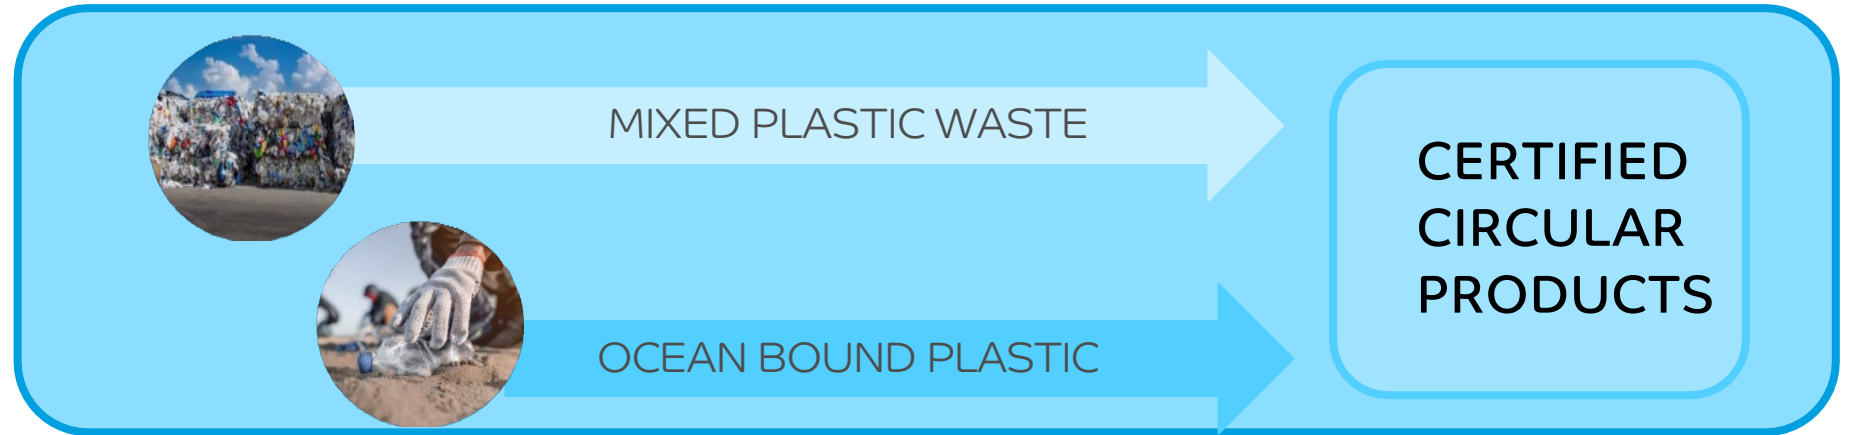 MIXED PLASTIC WASTE
OCEAN BOUND PLASTIC
CERTIFIED
CIRCULAR
PRODUCTS